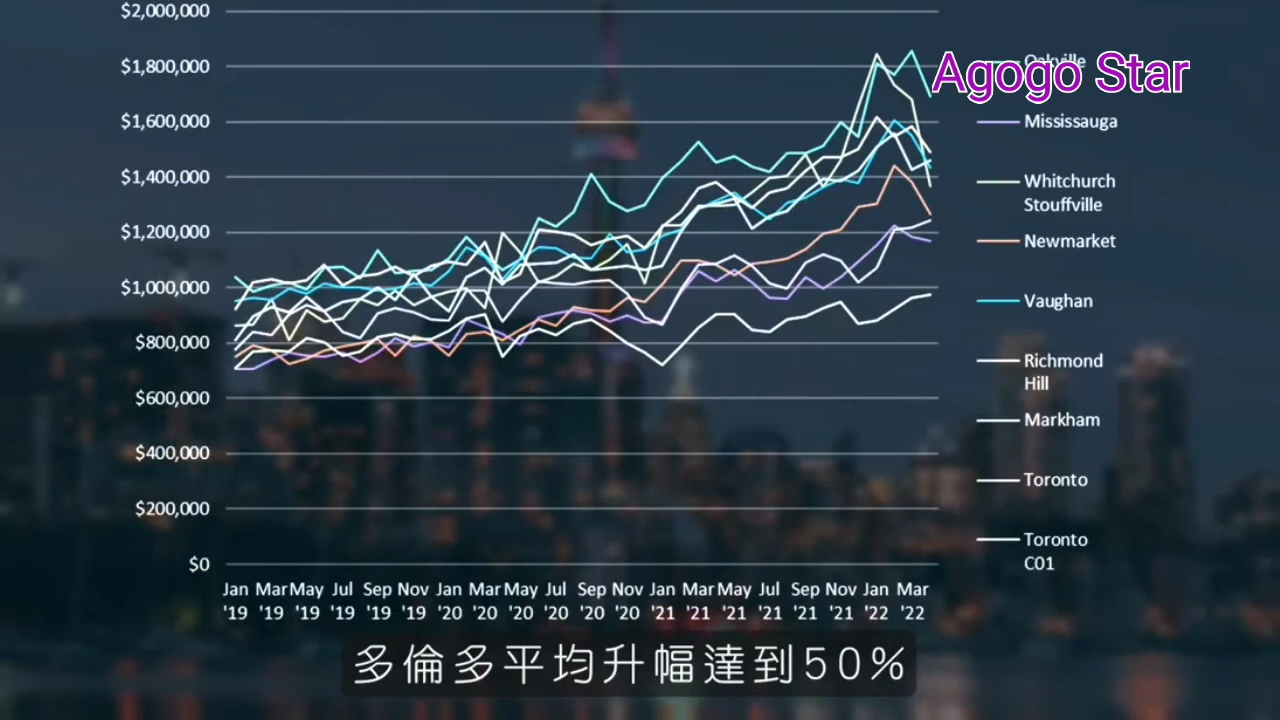 $2,000,000
$1,800,000
$1,600,000
$1,400,000
$1,200,000
$1,000,000
$800,000
$600,000
$400,000
$200,000
$0
Jan Mar May Jul Sep Nov Jan Mar May Jul Sep Nov Jan Mar May Jul Sep Nov Jan Mar
'19 '19 '19 '19 '19 '19 '20 '20 '20 '20 '20 '20 '21 '21 '21 '21 '21 '21 '22 '22
Oakville
Agogo Star
Mississauga
Whitchurch
Stouffville
Newmarket
Vaughan
Richmond
Hill
Markham
Toronto
Toronto
C01
多倫多平均升幅達到50%